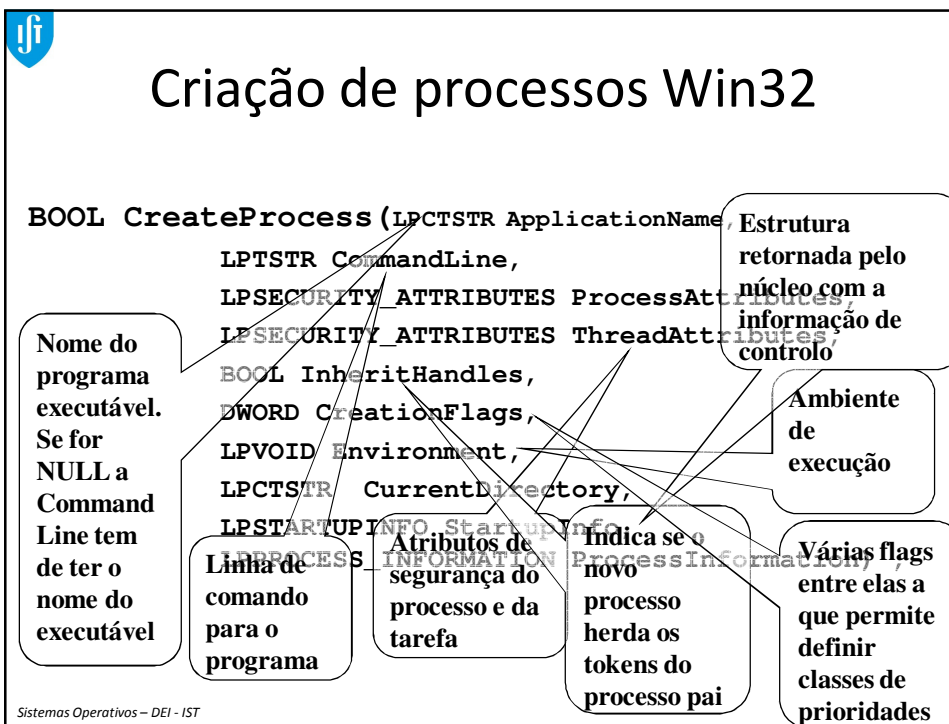 IST
Criação de processos Win32
BOOL CreateProcess(LPCTSTR ApplicationName,
LPTSTR CommandLine,
LPSECURITY_ATTRIBUTES ProcessAttributes,
LPSECURITY_ATTRIBUTES ThreadAttributes,
BOOL InheritHandles,
DWORD CreationFlags,
LPVOID Environment,
LPCTSTR CurrentDirectory,
LPSTARTUPINFO StartupInfo
LPPROCESS_INFORMATION ProcessInformation) ;
Nome do
programa
executável.
Se for
NULL a
Command
Line tem
de ter o
nome do
executável
Linha de
comando
para o
programa
Atributos de
segurança do
processo e da
tarefa
Indica se o
novo
processo
herda os
tokens do
processo pai
Estrutura
retornada pelo
núcleo com a
informação de
controlo
Ambiente
de
execução
Várias flags
entre elas a
que permite
definir
classes de
prioridades
Sistemas Operativos – DEI - IST